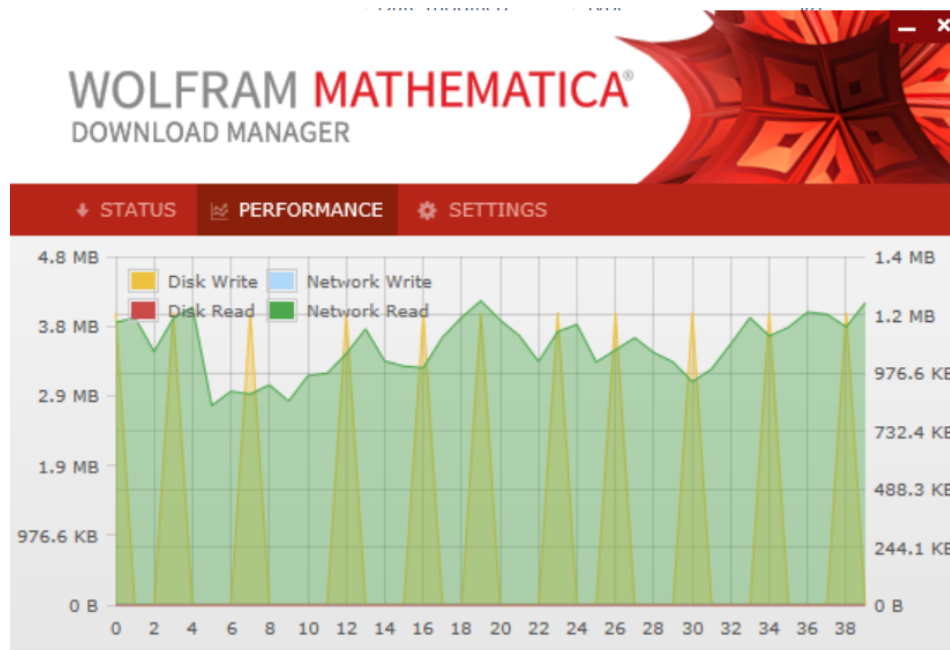 WOLFRAM MATHEMATICA®
DOWNLOAD MANAGER
STATUS PERFORMANCE SETTINGS
4.8 MB 1.4 MB
Disk Write Network Write
Disk Read Network Read
3.8 MB 1.2 MB
2.9 MB 976.6 KB
1.9 MB 732.4 KB
976.6 KB 488.3 KB
244.1 KB
0 B 0 B
0 2 4 6 8 10 12 14 16 18 20 22 24 26 28 30 32 34 36 38